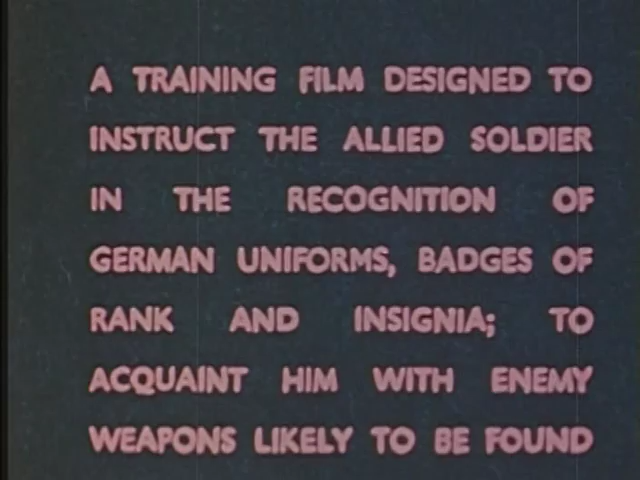 A TRAINING FILM DESIGNED TO
INSTRUCT THE ALLIED SOLDIER
IN THE RECOGNITION OF
GERMAN UNIFORMS, BADGES OF
RANK AND INSIGNIA; TO
ACQUAINT HIM WITH ENEMY
WEAPONS LIKELY TO BE FOUND